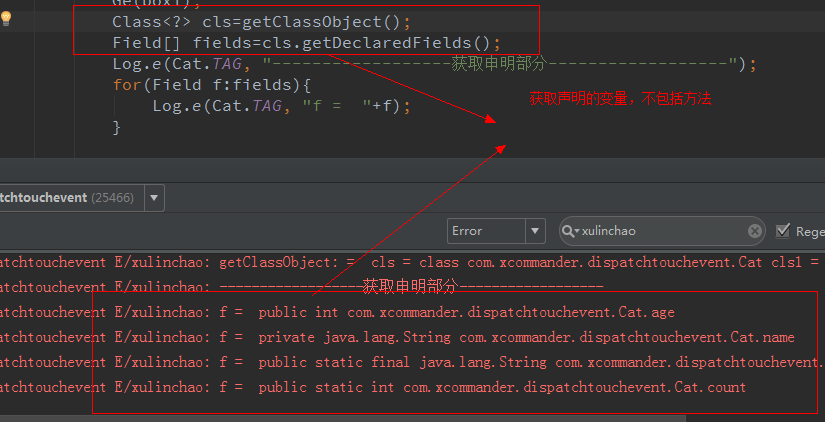 Ge(box1);
Class<?> cls=getClassObject();
Field[] fields=cls.getDeclaredFields();
Log.e(Cat.TAG, "------------------获取申明部分------------------");
for(Field f:fields){
Log.e(Cat.TAG, "f =  "+f);
}
获取声明的变量，不包括方法
tchtouchevent (25466)
Error
xulinchao
Rege
atchtouchevent E/xulinchao: getClassObject: =  cls = class com.xcommander.dispatchtouchevent.Cat cls1 =
atchtouchevent E/xulinchao: ------------------获取申明部分------------------
atchtouchevent E/xulinchao: f =  public int com.xcommander.dispatchtouchevent.Cat.age
atchtouchevent E/xulinchao: f =  private java.lang.String com.xcommander.dispatchtouchevent.Cat.name
atchtouchevent E/xulinchao: f =  public static final java.lang.String com.xcommander.dispatchtouchevent.
atchtouchevent E/xulinchao: f =  public static int com.xcommander.dispatchtouchevent.Cat.count